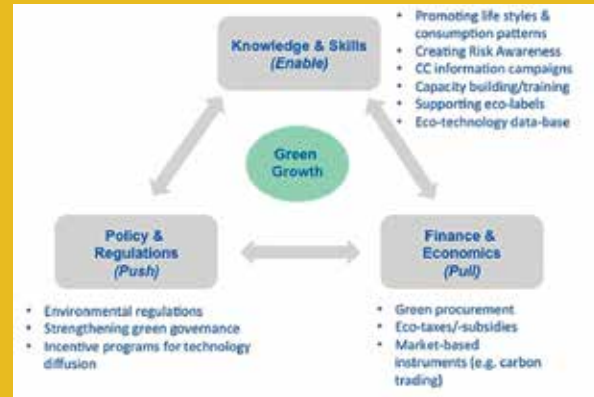 Knowledge & Skills
(Enable)
• Promoting life styles &
consumption patterns
• Creating Risk Awareness
• CC information campaigns
• Capacity building/training
• Supporting eco-labels
• Eco-technology data-base
Green
Growth
Policy &
Regulations
(Push)
• Environmental regulations
• Strengthening green governance
• Incentive programs for technology
diffusion
Finance &
Economics
(Pull)
• Green procurement
• Eco-taxes/-subsidies
• Market-based
instruments (e.g. carbon
trading)